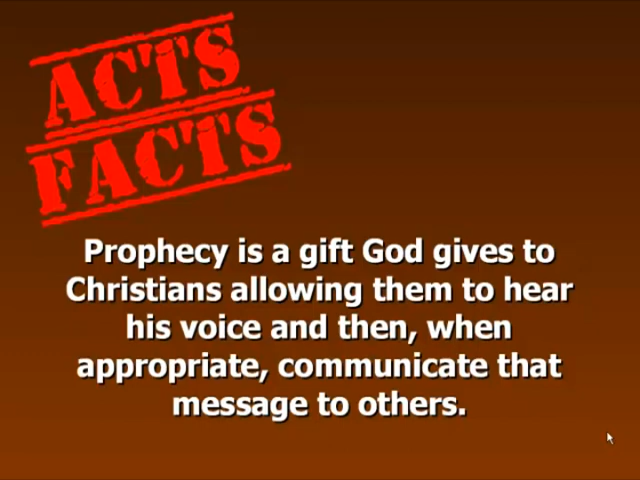 ACTS
FACTS
Prophecy is a gift God gives to
Christians allowing them to hear
his voice and then, when
appropriate, communicate that
message to others.